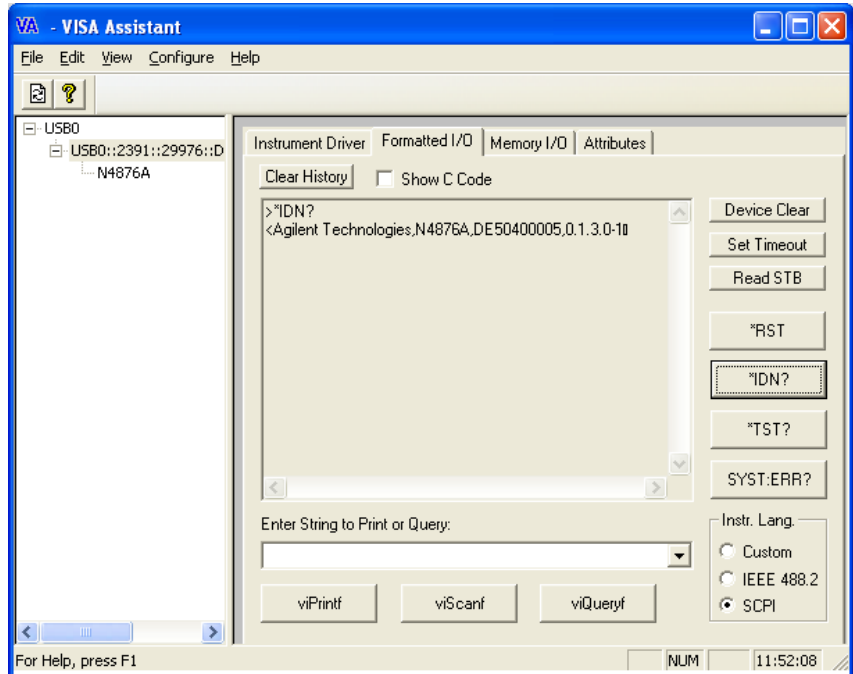 VA - VISA Assistant
File Edit View Configure Help
USB0
USB0::2391::29976::D
N4876A
Instrument Driver Formatted I/O Memory I/O Attributes
Clear History Show C Code
>*IDN?
<Agilent Technologies,N4876A,DE50400005,0.1.3.0-1
Device Clear
Set Timeout
Read STB
*RST
*IDN?
*TST?
SYST:ERR?
Enter String to Print or Query:
viPrintf viScanf viQueryf
Instr. Lang.
Custom
IEEE 488.2
SCPI
For Help, press F1 NUM 11:52:08